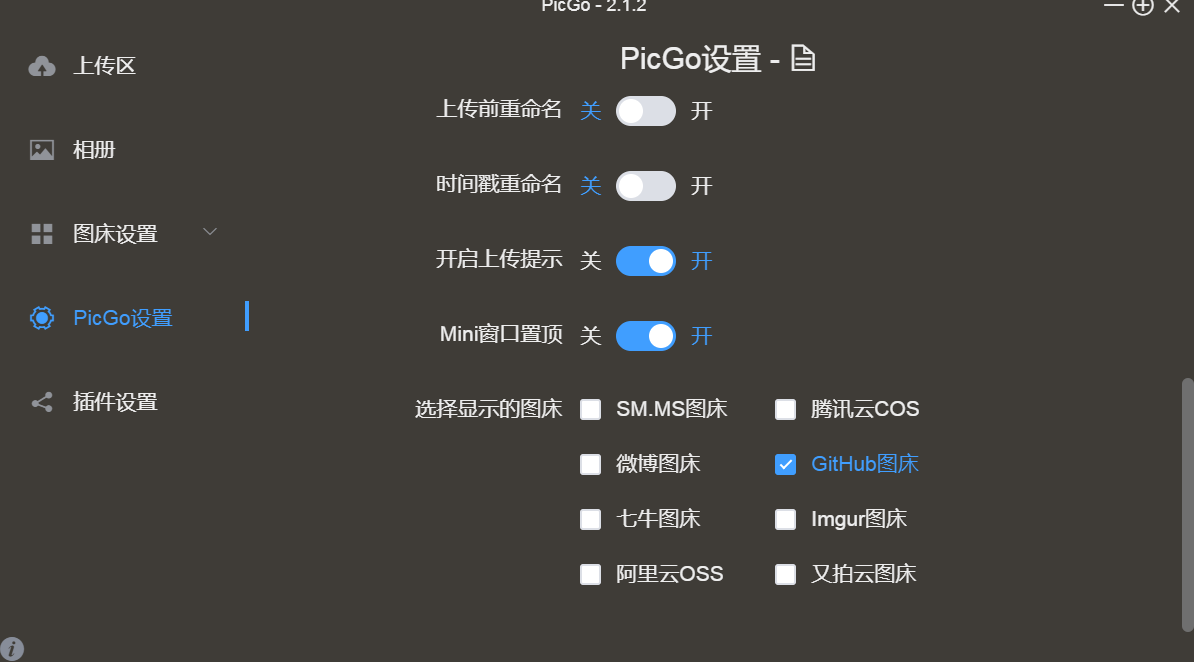 PicGo - 2.1.2
上传区
相册
图床设置
PicGo设置
插件设置
PicGo设置 -
上传前重命名 关 开
时间戳重命名 关 开
开启上传提示 关 开
Mini窗口置顶 关 开
选择显示的图床 SM.MS图床 腾讯云COS
微博图床 GitHub图床
七牛图床 Imgur图床
阿里云OSS 又拍云图床